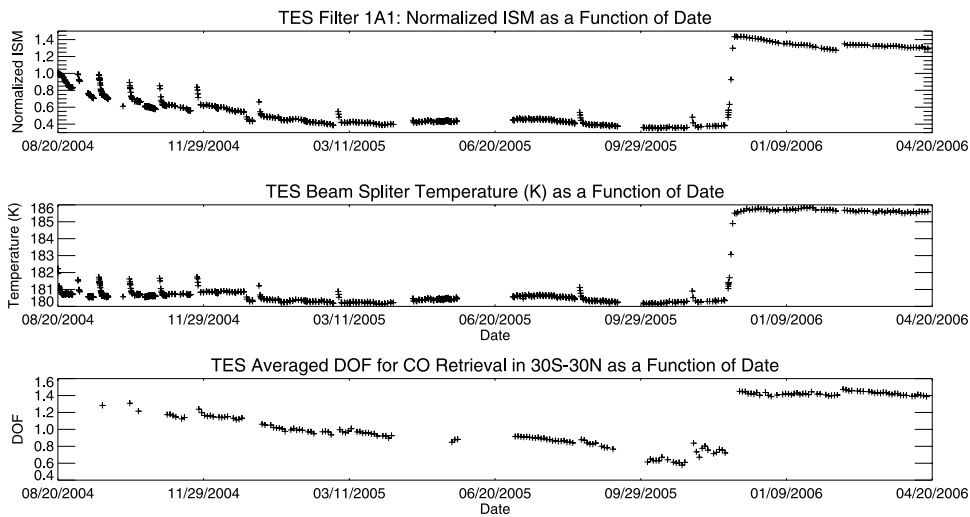 TES Filter 1A1: Normalized ISM as a Function of Date
Normalized ISM
1.4
1.2
1.0
0.8
0.6
0.4
08/20/2004 11/29/2004 03/11/2005 06/20/2005 09/29/2005 01/09/2006 04/20/2006
TES Beam Spliter Temperature (K) as a Function of Date
Temperature (K)
186
185
184
183
182
181
180
08/20/2004 11/29/2004 03/11/2005 06/20/2005 09/29/2005 01/09/2006 04/20/2006
Date
TES Averaged DOF for CO Retrieval in 30S-30N as a Function of Date
DOF
1.6
1.4
1.2
1.0
0.8
0.6
0.4
08/20/2004 11/29/2004 03/11/2005 06/20/2005 09/29/2005 01/09/2006 04/20/2006
Date